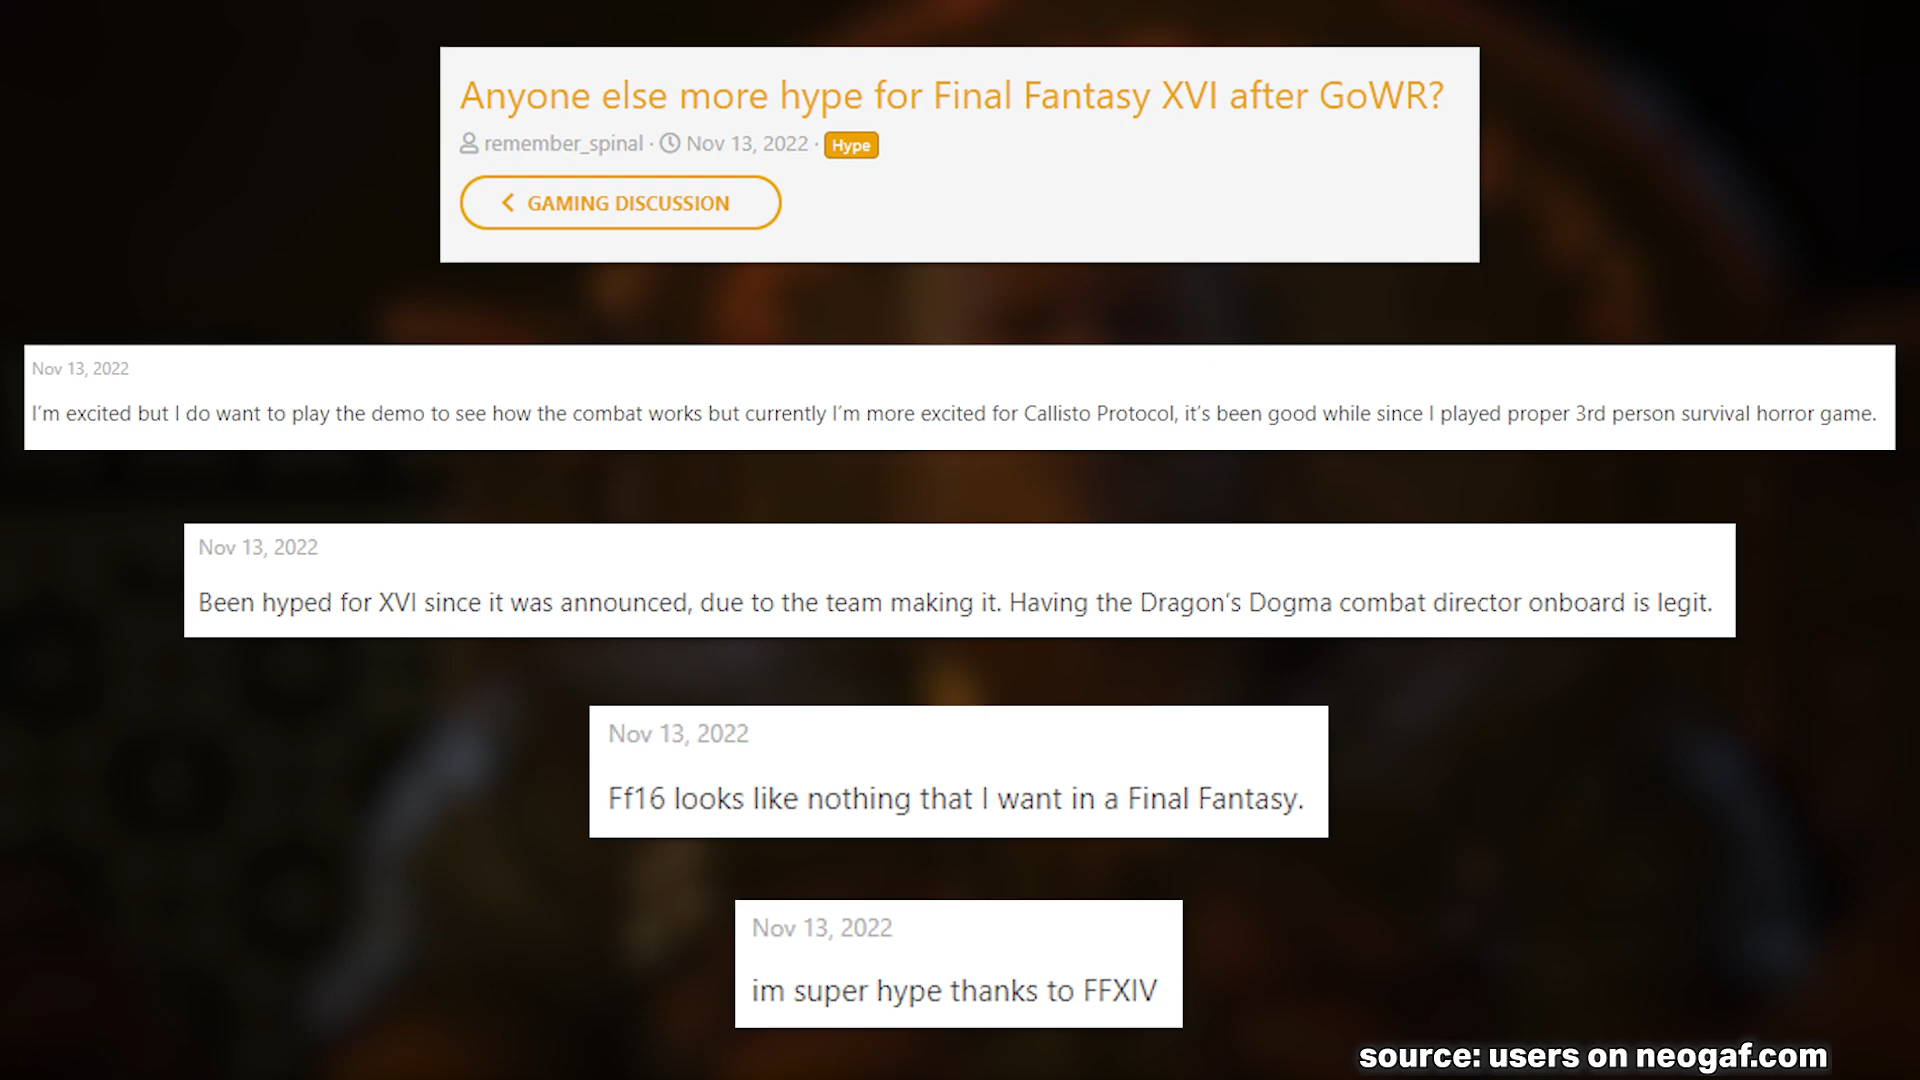 Anyone else more hype for Final Fantasy XVI after GoWR?
remember_spinal · Nov 13, 2022 · Hype
GAMING DISCUSSION
Nov 13, 2022
I’m excited but I do want to play the demo to see how the combat works but currently I’m more excited for Callisto Protocol, it’s been good while since I played proper 3rd person survival horror game.
Nov 13, 2022
Been hyped for XVI since it was announced, due to the team making it. Having the Dragon’s Dogma combat director onboard is legit.
Nov 13, 2022
Ff16 looks like nothing that I want in a Final Fantasy.
Nov 13, 2022
im super hype thanks to FFXIV
source: users on neogaf.com